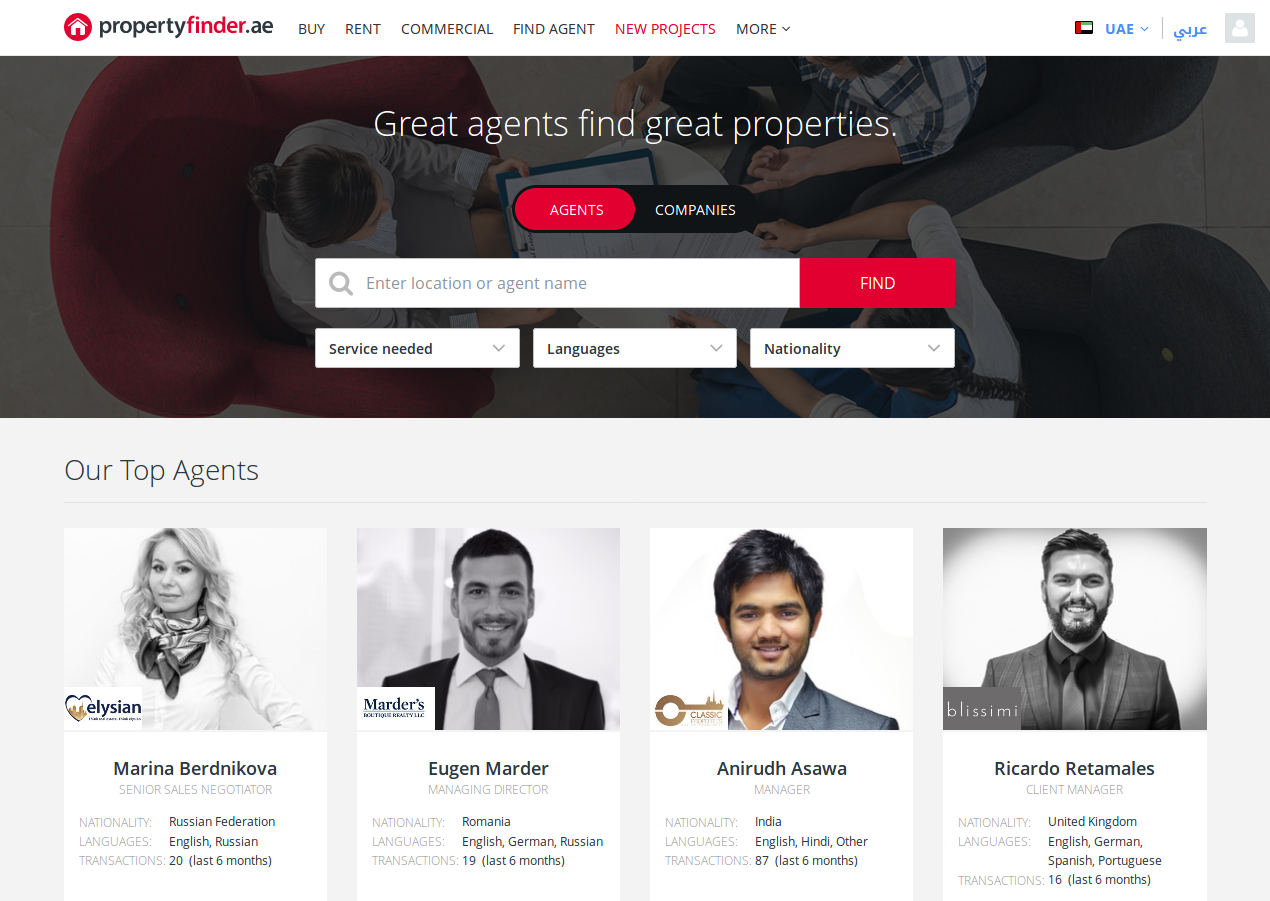 propertyfinder.ae
BUY
RENT
COMMERCIAL
FIND AGENT
NEW PROJECTS
MORE
UAE
عربي
Great agents find great properties.
AGENTS
COMPANIES
Enter location or agent name
FIND
Service needed
Languages
Nationality
Our Top Agents
elysian
Marder's
BOUTIQUE REALTY LLC
CLASSIC
blissimi
Marina Berdnikova
SENIOR SALES NEGOTIATOR
NATIONALITY: Russian Federation
LANGUAGES: English, Russian
TRANSACTIONS: 20 (last 6 months)
Eugen Marder
MANAGING DIRECTOR
NATIONALITY: Romania
LANGUAGES: English, German, Russian
TRANSACTIONS: 19 (last 6 months)
Anirudh Asawa
MANAGER
NATIONALITY: India
LANGUAGES: English, Hindi, Other
TRANSACTIONS: 87 (last 6 months)
Ricardo Retamales
CLIENT MANAGER
NATIONALITY: United Kingdom
LANGUAGES: English, German,
Spanish, Portuguese
TRANSACTIONS: 16 (last 6 months)